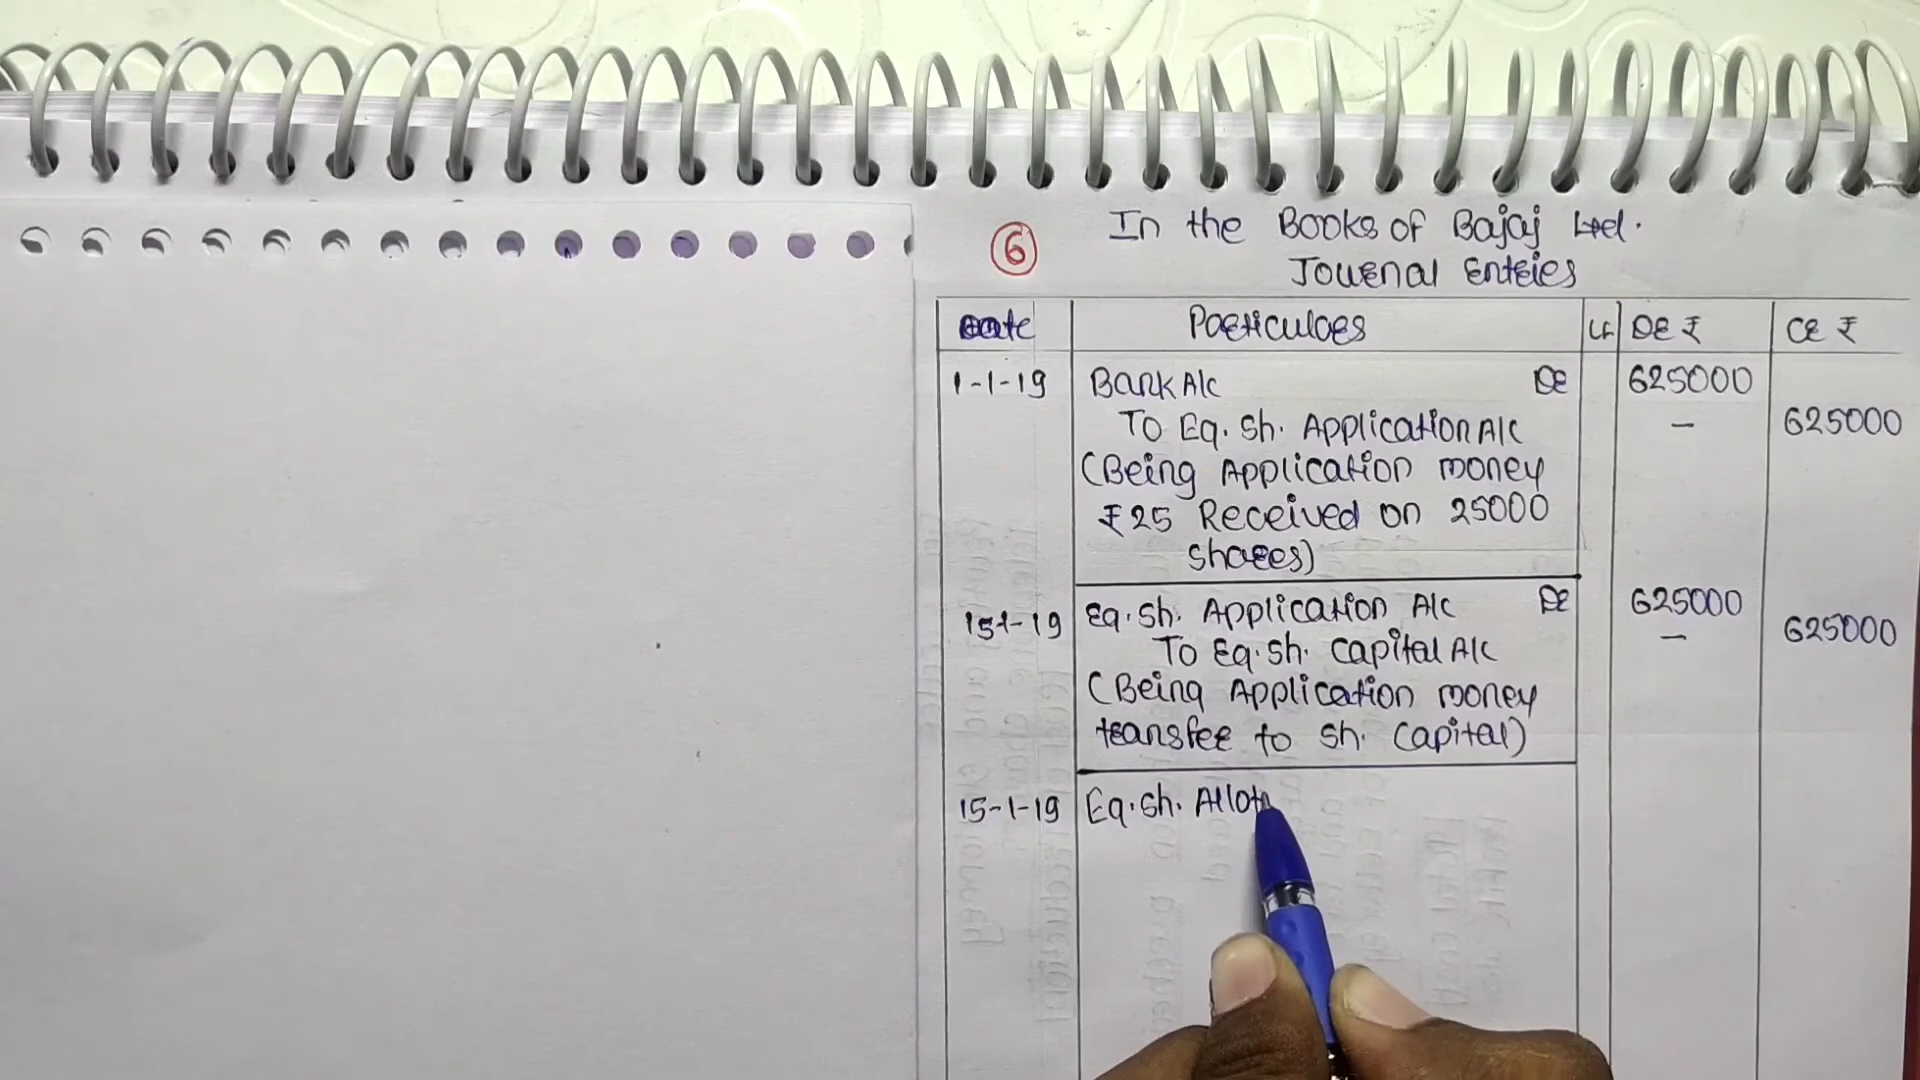 6
In the Books of Bajaj Ltd.
Journal Entries
Date Particulars LF Dr ₹ Cr ₹
1-1-19 Bank A/c Dr 625000
To Eq. Sh. Application A/c – 625000
(Being Application money
₹25 Received on 25000
shares)
15-1-19 Eq. Sh. Application A/c Dr 625000
To Eq. Sh. Capital A/c – 625000
(Being Application money
transfer to Sh. Capital)
15-1-19 Eq. Sh. Allot